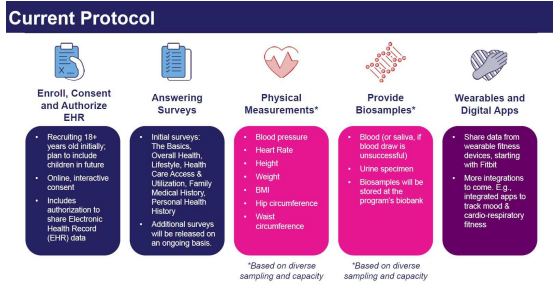 Current Protocol
Enroll, Consent
and Authorize
EHR
• Recruiting 18+
years old initially;
plan to include
children in future
• Online, interactive
consent
• Includes
authorization to
share Electronic
Health Record
(EHR) data
Answering
Surveys
• Initial surveys:
The Basics,
Overall Health,
Lifestyle, Health
Care Access &
Utilization, Family
Medical History,
Personal Health
History
• Additional surveys
will be released on
an ongoing basis.
Physical
Measurements*
• Blood pressure
• Heart Rate
• Height
• Weight
• BMI
• Hip circumference
• Waist
circumference
*Based on diverse
sampling and capacity
Provide
Biosamples*
• Blood (or saliva, if
blood draw is
unsuccessful)
• Urine specimen
• Biosamples will be
stored at the
program's biobank
*Based on diverse
sampling and capacity
Wearables and
Digital Apps
• Share data from
wearable fitness
devices, starting
with Fitbit
• More integrations
to come. E.g.,
integrated apps to
track mood &
cardio-respiratory
fitness